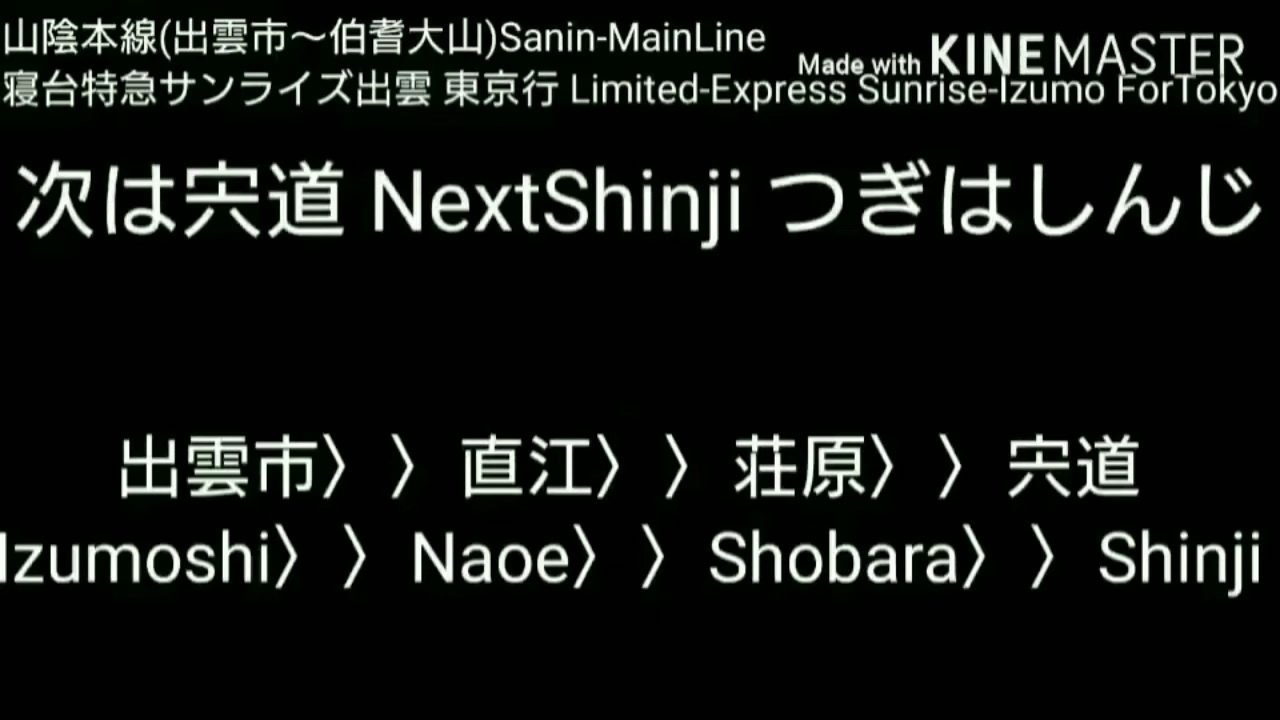 山陰本線(出雲市〜伯耆大山)Sanin-MainLine
Made with KINEMASTER
寝台特急サンライズ出雲 東京行 Limited-Express Sunrise-Izumo ForTokyo
次は宍道 NextShinji つぎはしんじ
出雲市〉〉直江〉〉荘原〉〉宍道
Izumoshi〉〉Naoe〉〉Shobara〉〉Shinji